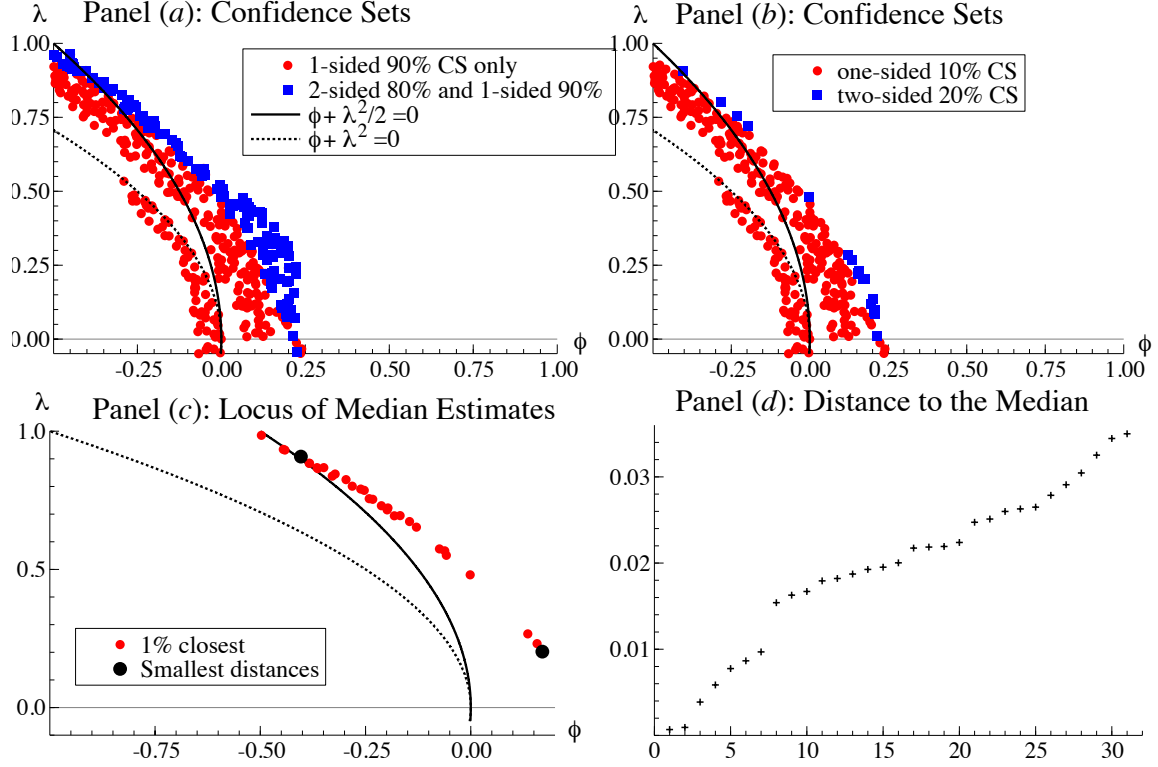 λ Panel (a): Confidence Sets
1.00
0.75
0.50
0.25
0.00
1-sided 90% CS only
2-sided 80% and 1-sided 90%
ϕ+ λ²/2 =0
ϕ+ λ² =0
-0.25 0.00 0.25 0.50 0.75 1.00
ϕ
λ Panel (b): Confidence Sets
1.00
0.75
0.50
0.25
0.00
one-sided 10% CS
two-sided 20% CS
-0.25 0.00 0.25 0.50 0.75 1.00
ϕ
λ Panel (c): Locus of Median Estimates
1.0
0.5
0.0
1% closest
Smallest distances
-0.75 -0.50 -0.25 0.00
ϕ
Panel (d): Distance to the Median
0.03
0.02
0.01
0 5 10 15 20 25 30